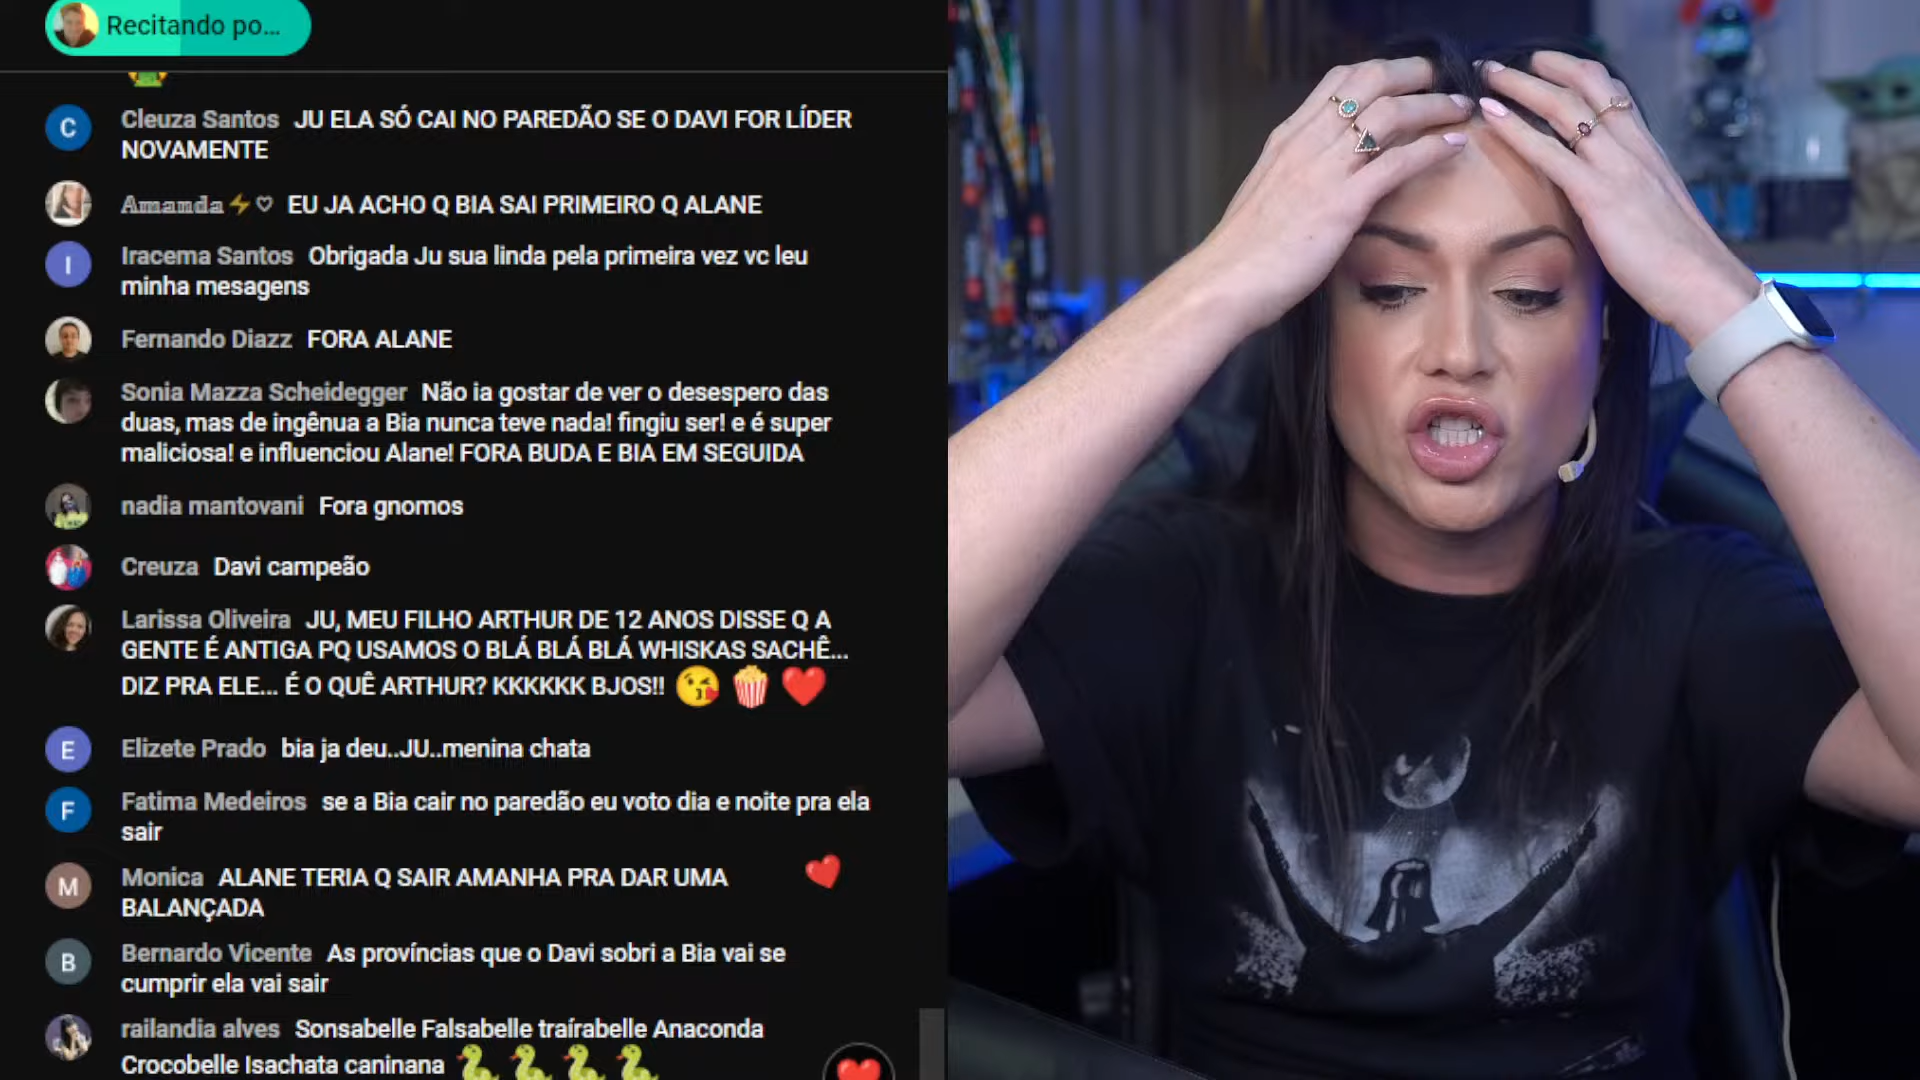 Recitando po...
Cleuza Santos JU ELA SÓ CAI NO PAREDÃO SE O DAVI FOR LÍDER
NOVAMENTE
𝔸𝕞𝕒𝕟𝕕𝕒⚡♡ EU JA ACHO Q BIA SAI PRIMEIRO Q ALANE
Iracema Santos Obrigada Ju sua linda pela primeira vez vc leu
minha mesagens
Fernando Diazz FORA ALANE
Sonia Mazza Scheidegger Não ia gostar de ver o desespero das
duas, mas de ingênua a Bia nunca teve nada! fingiu ser! e é super
maliciosa! e influenciou Alane! FORA BUDA E BIA EM SEGUIDA
nadia mantovani Fora gnomos
Creuza Davi campeão
Larissa Oliveira JU, MEU FILHO ARTHUR DE 12 ANOS DISSE Q A
GENTE É ANTIGA PQ USAMOS O BLÁ BLÁ BLÁ WHISKAS SACHÊ...
DIZ PRA ELE... É O QUÊ ARTHUR? KKKKKK BJOS!! 😘 🍿 ❤️
Elizete Prado bia ja deu..JU..menina chata
Fatima Medeiros se a Bia cair no paredão eu voto dia e noite pra ela
sair
Monica ALANE TERIA Q SAIR AMANHA PRA DAR UMA
BALANÇADA
Bernardo Vicente As províncias que o Davi sobri a Bia vai se
cumprir ela vai sair
railandia alves Sonsabelle Falsabelle traírabelle Anaconda
Crocobelle Isachata caninana 🐍 🐍 🐍 🐍